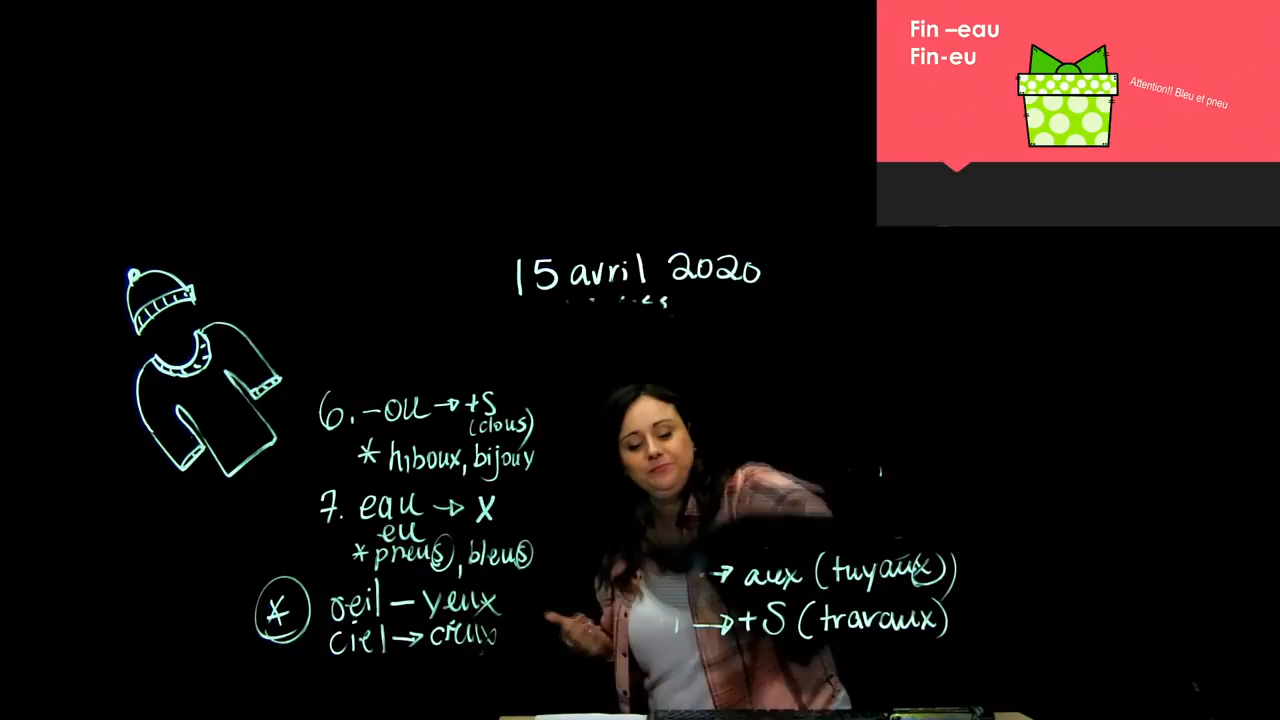 Fin –eau
Fin-eu
Attention!! Bleu et pneu
15 avril 2020
6. -ou → +S
(clous)
* hiboux, bijoux
7. eau → X
eu
* pneus, bleus
* oeil - yeux
ciel → cieux
→ aux (tuyaux)
→ +S (travaux)